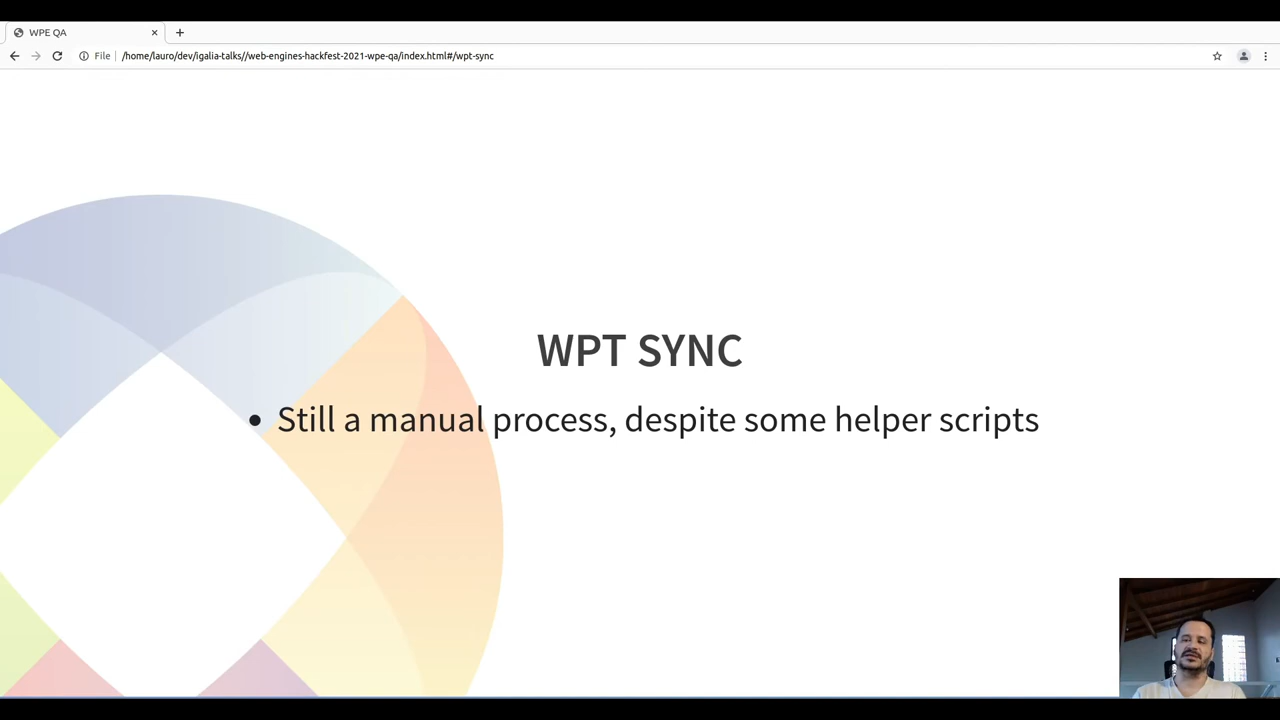 WPE QA
File
/home/lauro/dev/igalia-talks//web-engines-hackfest-2021-wpe-qa/index.html#/wpt-sync
WPT SYNC
• Still a manual process, despite some helper scripts